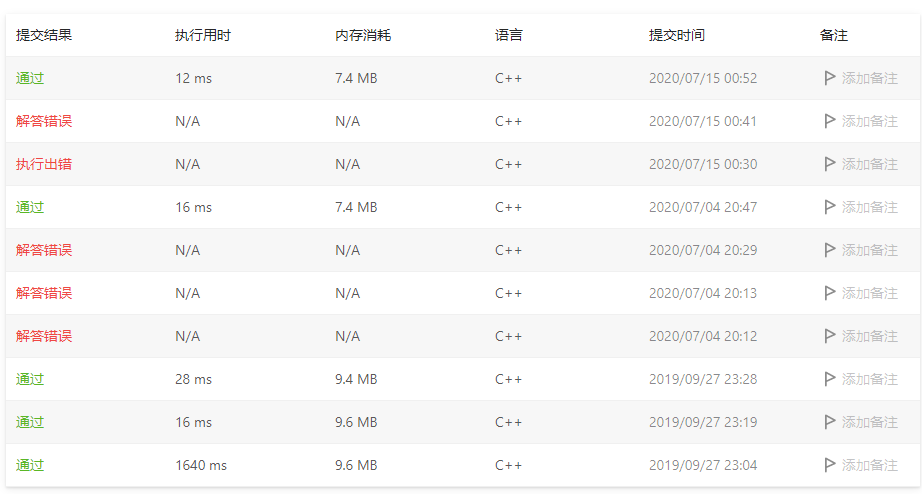 提交结果 执行用时 内存消耗 语言 提交时间 备注
通过 12 ms 7.4 MB C++ 2020/07/15 00:52 添加备注
解答错误 N/A N/A C++ 2020/07/15 00:41 添加备注
执行出错 N/A N/A C++ 2020/07/15 00:30 添加备注
通过 16 ms 7.4 MB C++ 2020/07/04 20:47 添加备注
解答错误 N/A N/A C++ 2020/07/04 20:29 添加备注
解答错误 N/A N/A C++ 2020/07/04 20:13 添加备注
解答错误 N/A N/A C++ 2020/07/04 20:12 添加备注
通过 28 ms 9.4 MB C++ 2019/09/27 23:28 添加备注
通过 16 ms 9.6 MB C++ 2019/09/27 23:19 添加备注
通过 1640 ms 9.6 MB C++ 2019/09/27 23:04 添加备注